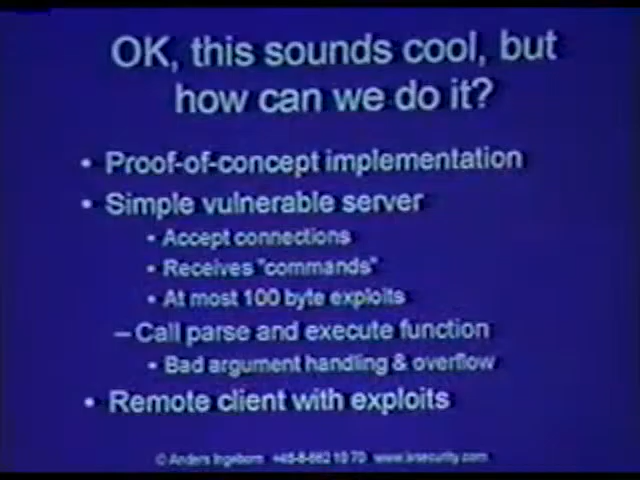 OK, this sounds cool, but
how can we do it?
• Proof-of-concept implementation
• Simple vulnerable server
• Accept connections
• Receives "commands"
• At most 100 byte exploits
– Call parse and execute function
• Bad argument handling & overflow
• Remote client with exploits
© Anders Ingeborn